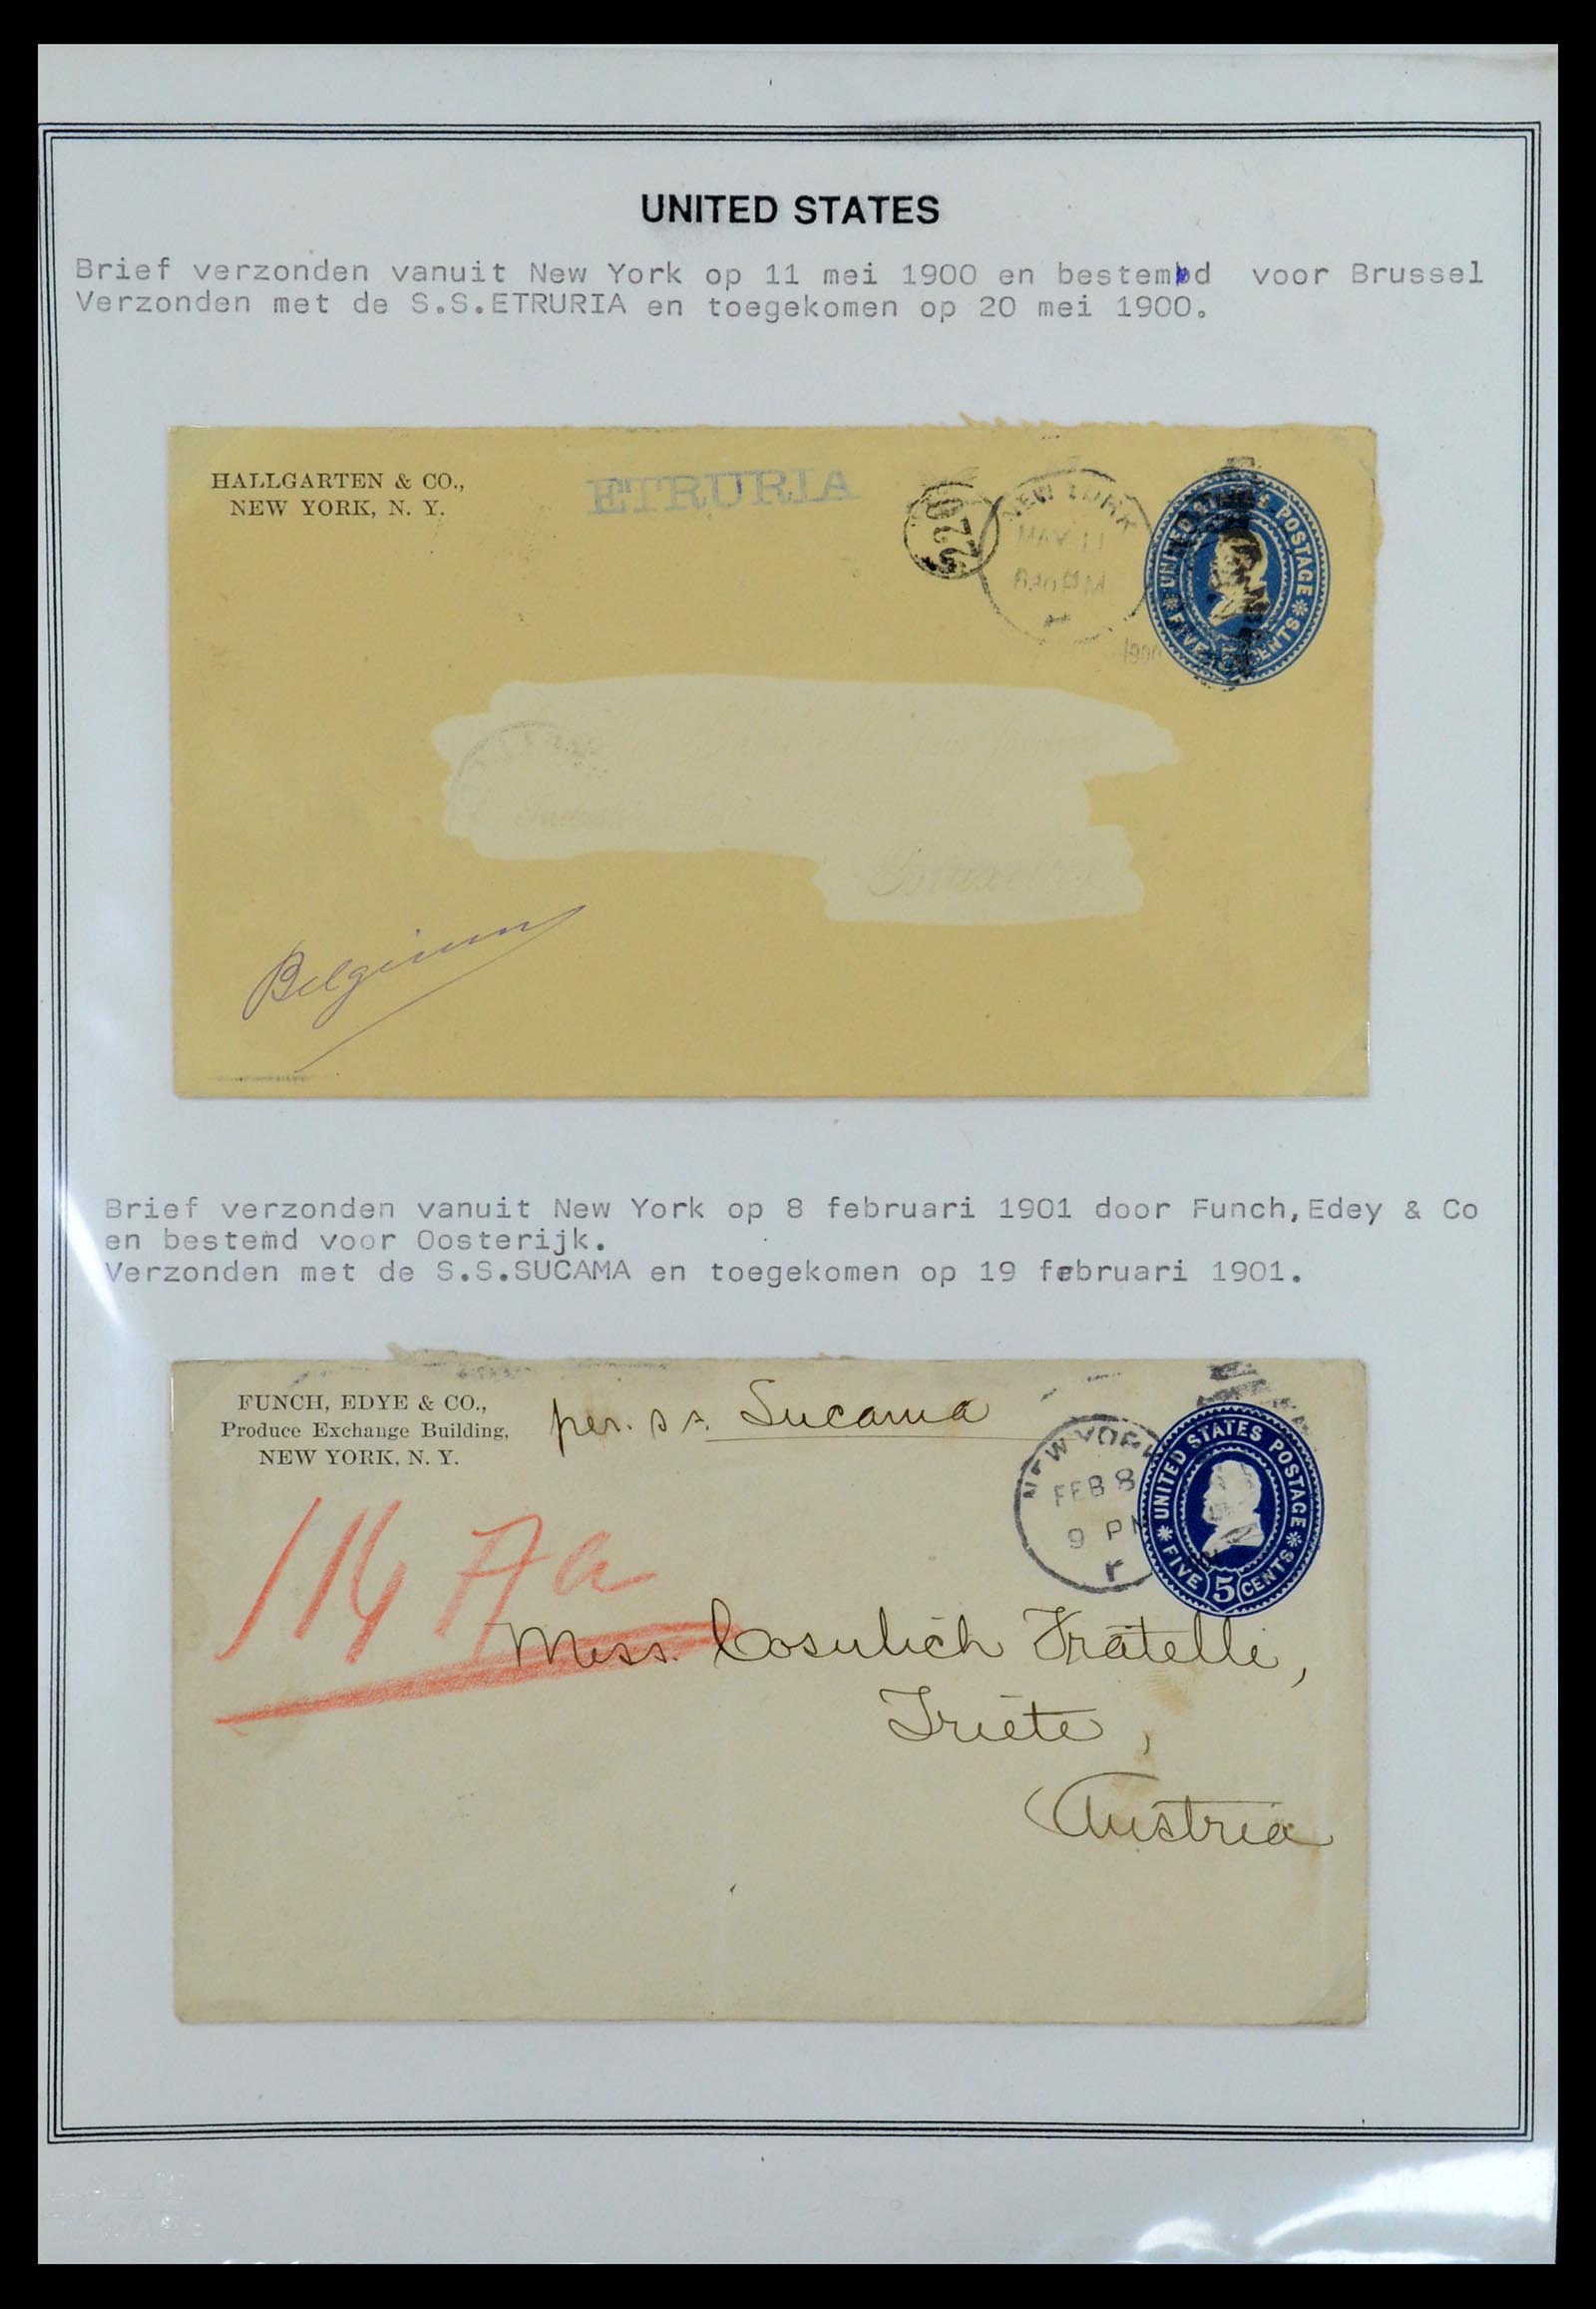 UNITED STATES
Brief verzonden vanuit New York op 11 mei 1900 en bestemd voor Brussel
Verzonden met de S.S.ETRURIA en toegekomen op 20 mei 1900.
HALLGARTEN & CO.,
NEW YORK, N. Y.
ETRURIA
NEW YORK
MAY 11
UNITED STATES POSTAGE
FIVE CENTS
Belgium
Brief verzonden vanuit New York op 8 februari 1901 door Funch,Edey & Co
en bestemd voor Oosterijk.
Verzonden met de S.S.SUCAMA en toegekomen op 19 februari 1901.
FUNCH, EDYE & CO.,
Produce Exchange Building,
NEW YORK, N. Y.
per. s s. Sucama
NEW YORK
FEB 8
9 PM
UNITED STATES POSTAGE
FIVE 5 CENTS
Mess. Cosulich Fratelli,
Triete,
Austria